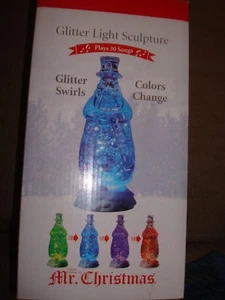 Glitter Light Sculpture
Plays 30 Songs
Glitter
Swirls
Colors
Change
Mr. Christmas